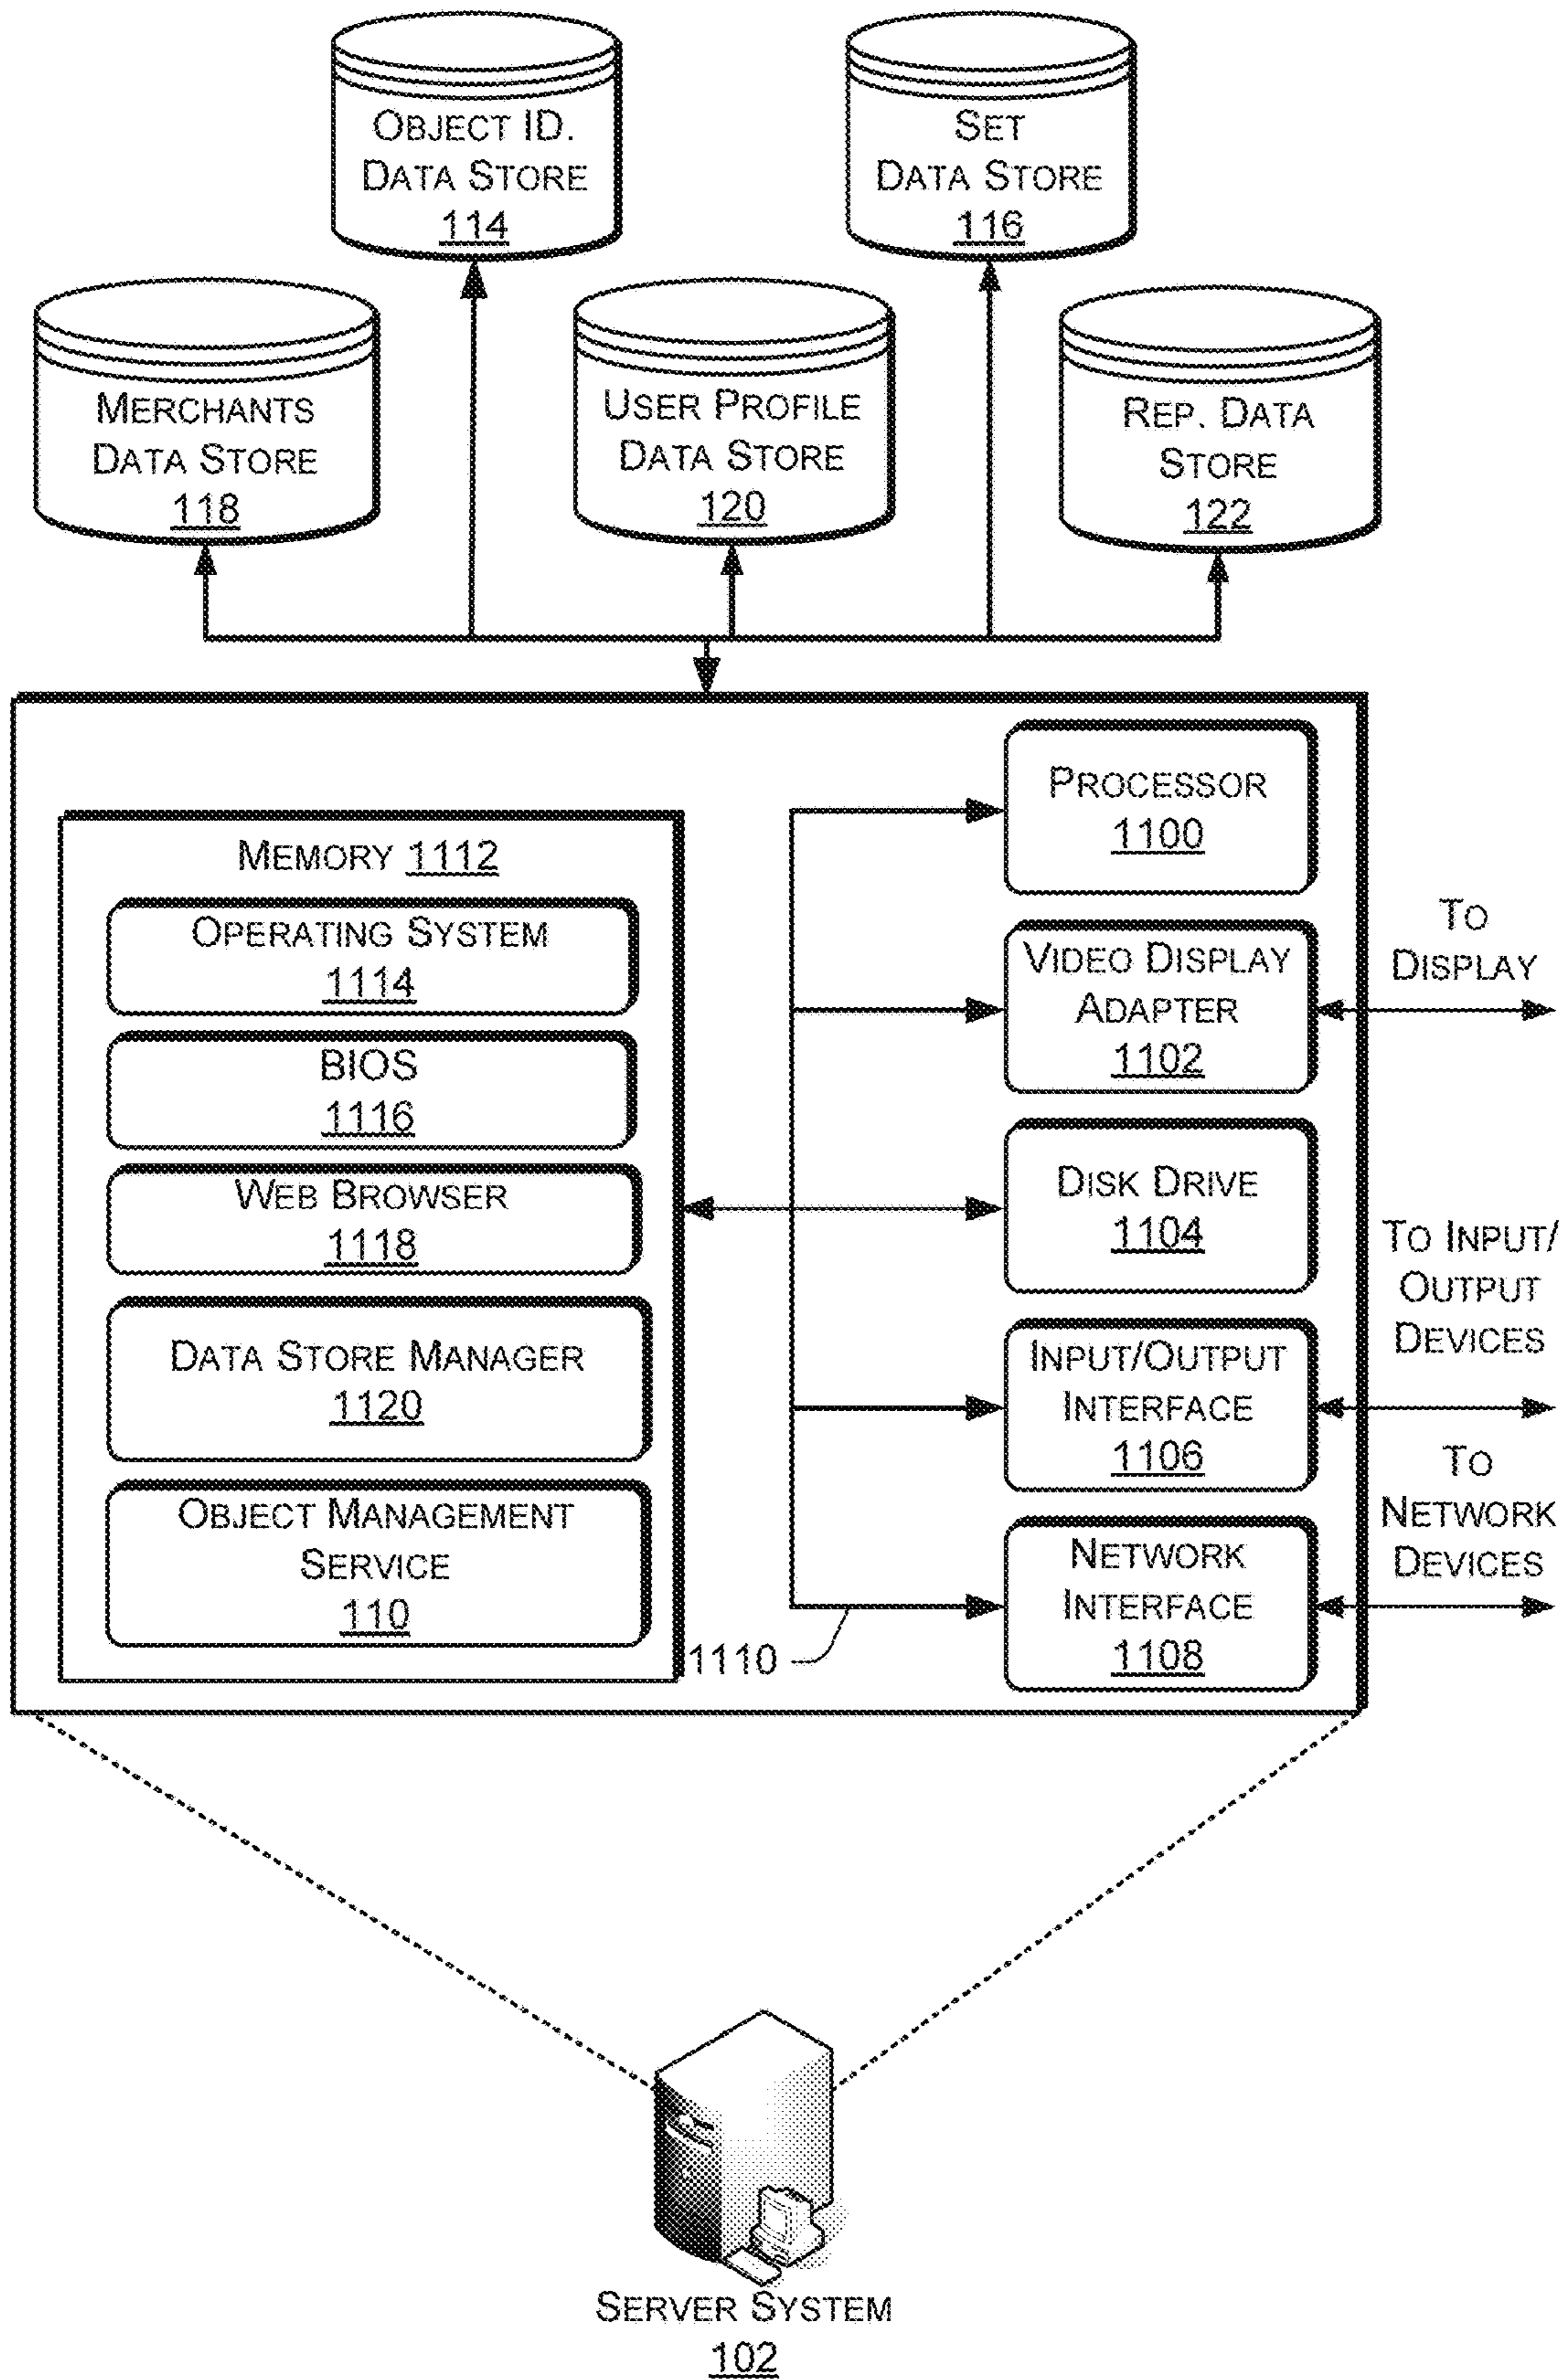 OBJECT ID.
DATA STORE
114
SET
DATA STORE
116
MERCHANTS
DATA STORE
118
USER PROFILE
DATA STORE
120
REP. DATA
STORE
122
MEMORY 1112
OPERATING SYSTEM
1114
BIOS
1116
WEB BROWSER
1118
DATA STORE MANAGER
1120
OBJECT MANAGEMENT
SERVICE
110
PROCESSOR
1100
VIDEO DISPLAY
ADAPTER
1102
DISK DRIVE
1104
INPUT/OUTPUT
INTERFACE
1106
NETWORK
INTERFACE
1108
1110
TO
DISPLAY
TO INPUT/
OUTPUT
DEVICES
TO
NETWORK
DEVICES
SERVER SYSTEM
102